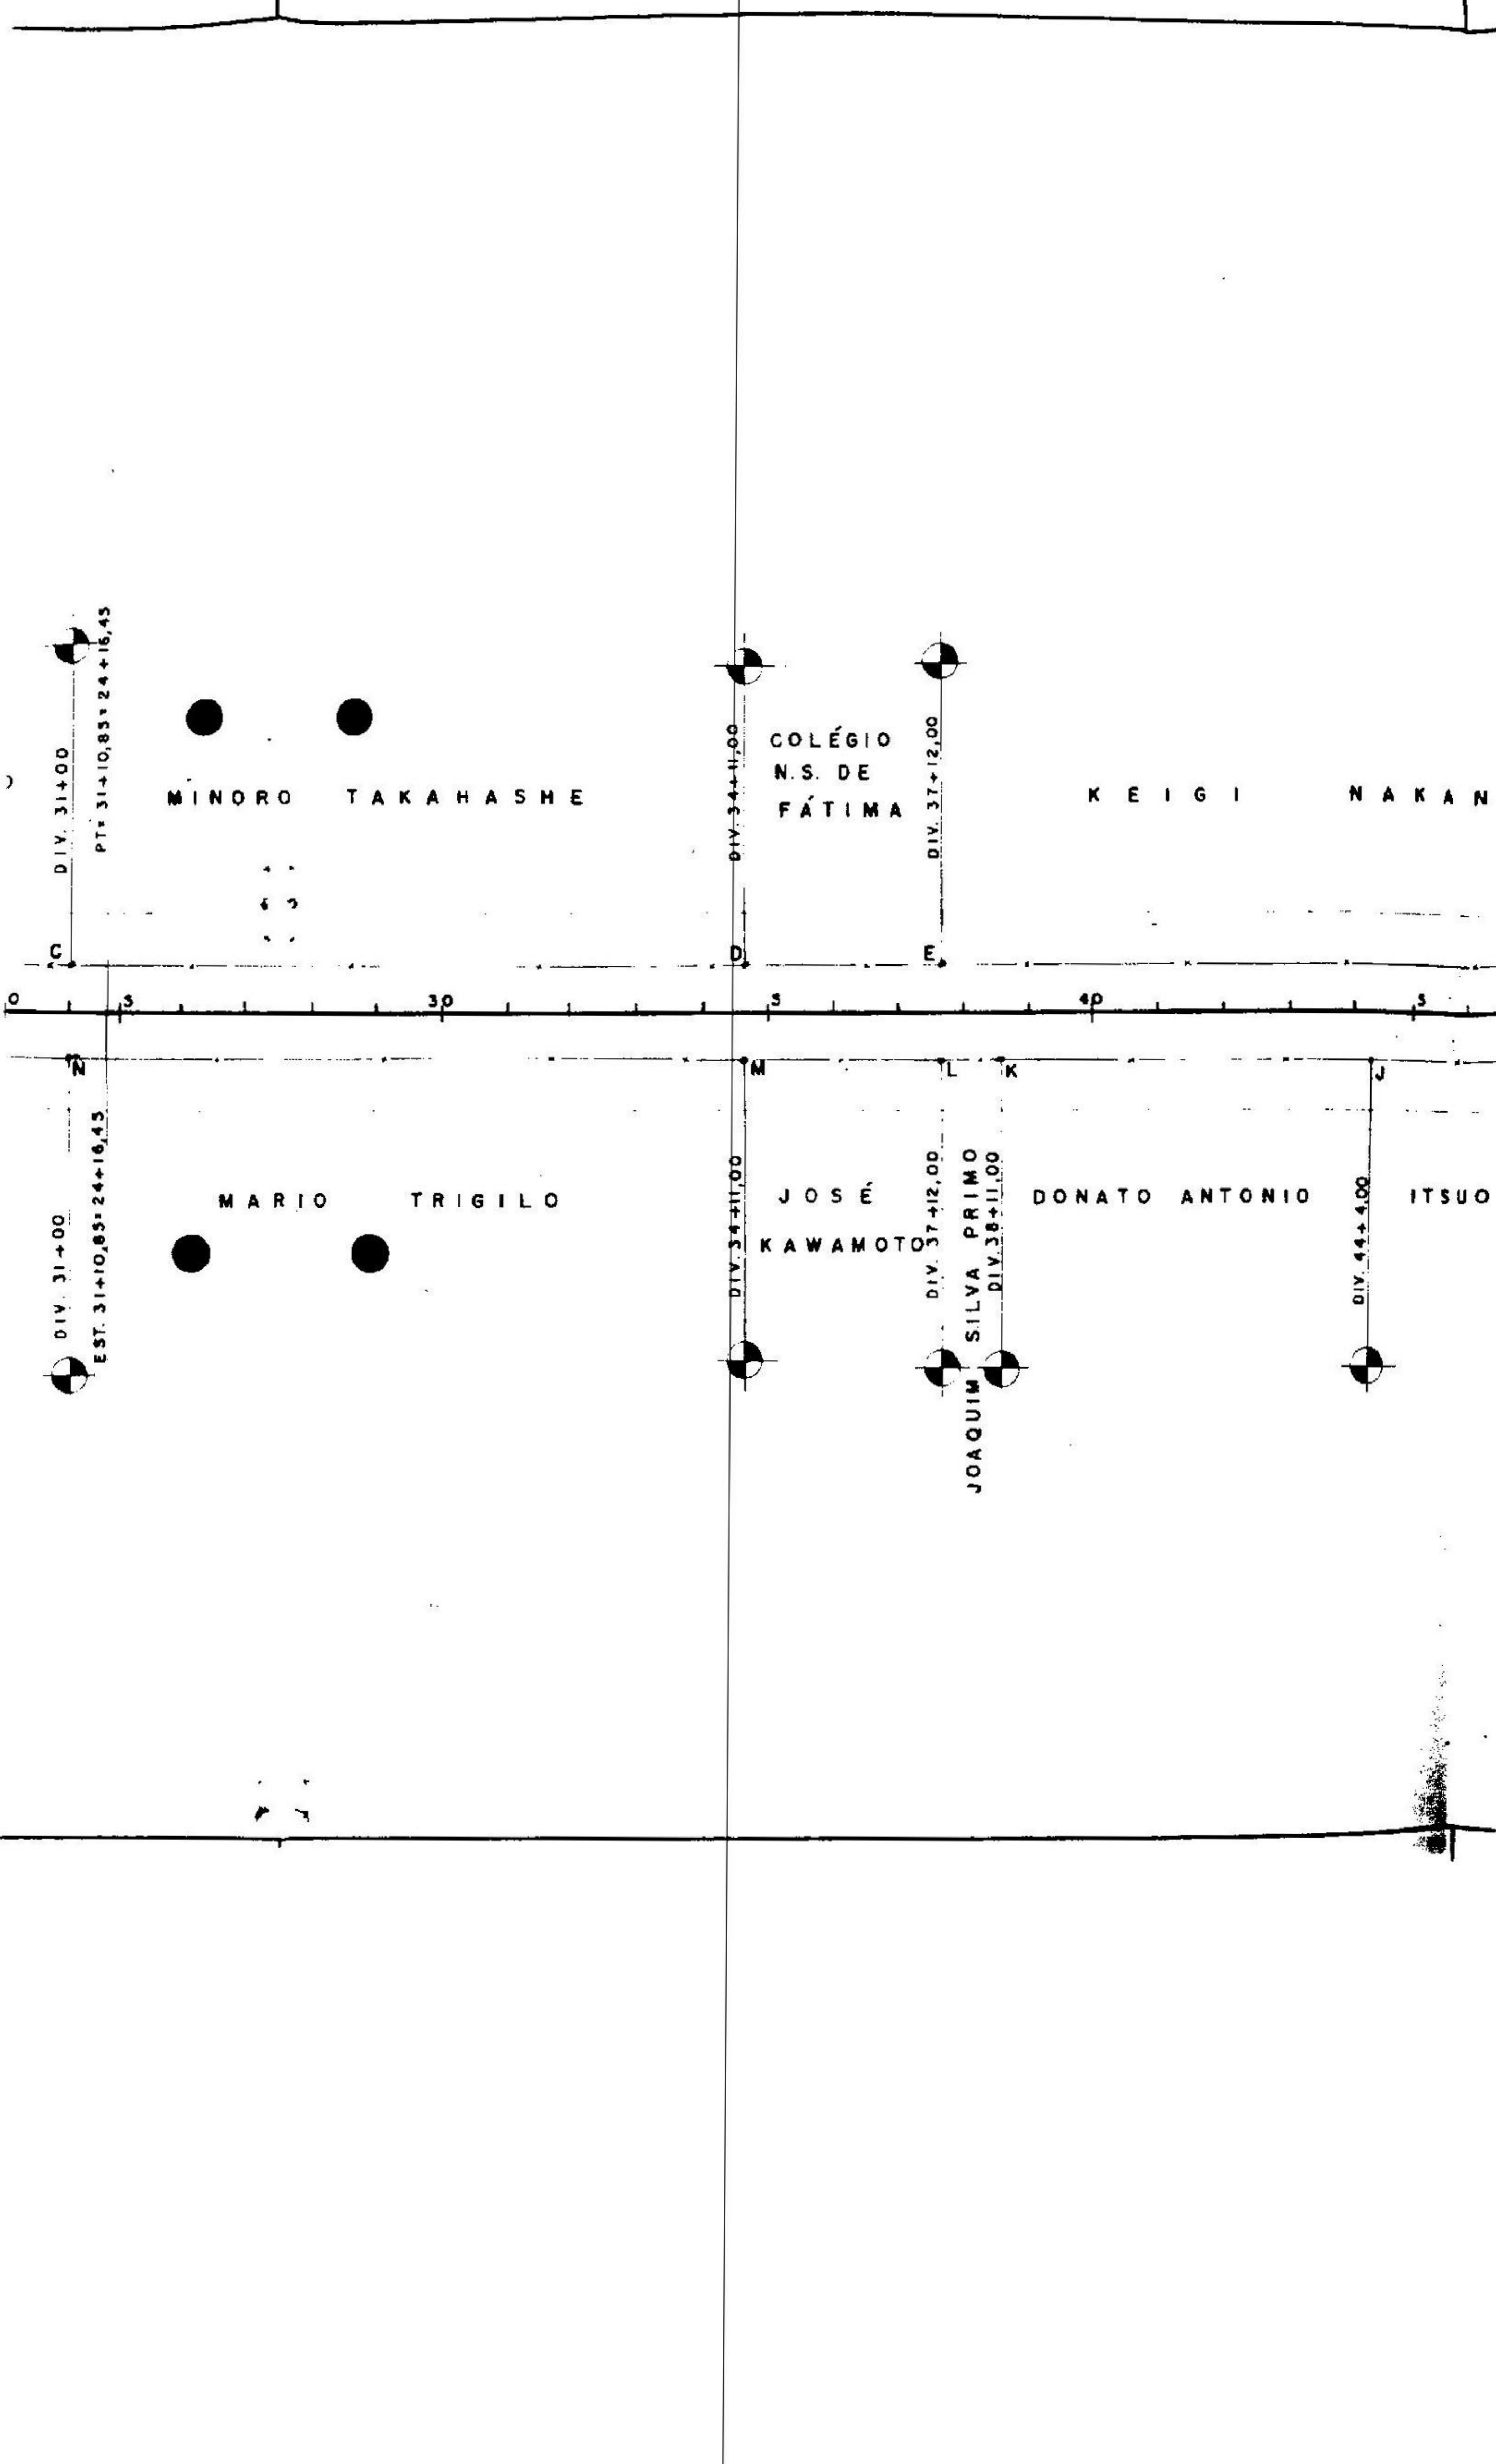 DIV. 31+00
PT= 31+10,85= 24+16,45
MINORO TAKAHASHE
DIV. 34+11,00
COLÉGIO
N.S. DE
FÁTIMA
DIV. 37+12,00
KEIGI NAKAN
C
D
E
0 5 30 5 40 5
N
M
L
K
J
DIV. 31+00
EST. 31+10,85= 24+16,45
MARIO TRIGILO
DIV. 34+11,00
JOSÉ
KAWAMOTO
DIV. 37+12,00
JOAQUIM SILVA PRIMO
DIV. 38+11,00
DONATO ANTONIO
DIV. 44+4,00
ITSUO